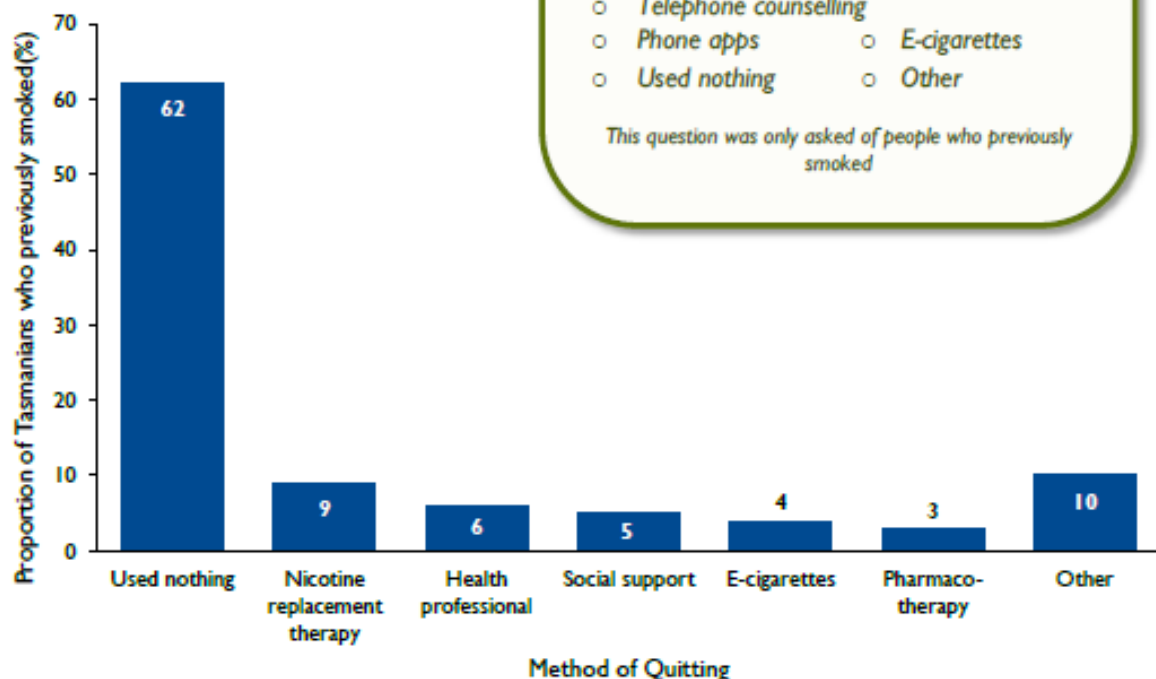 Telephone counselling
Phone apps
E-cigarettes
Used nothing
Other
This question was only asked of people who previously
smoked
Proportion of Tasmanians who previously smoked(%)
70
60
50
40
30
20
10
0
62
9
6
5
4
3
10
Used nothing
Nicotine
replacement
therapy
Health
professional
Social support
E-cigarettes
Pharmaco-
therapy
Other
Method of Quitting